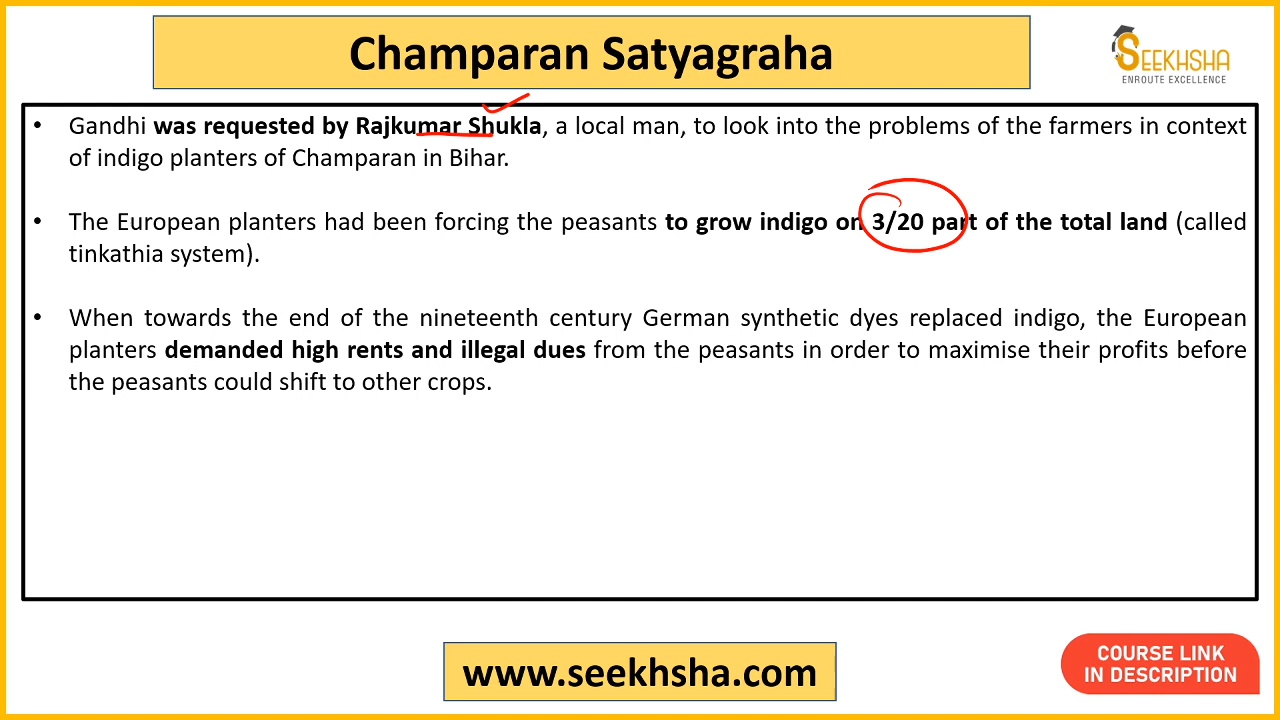 Champaran Satyagraha
SEEKHSHA
ENROUTE EXCELLENCE
• Gandhi was requested by Rajkumar Shukla, a local man, to look into the problems of the farmers in context
of indigo planters of Champaran in Bihar.
• The European planters had been forcing the peasants to grow indigo on 3/20 part of the total land (called
tinkathia system).
• When towards the end of the nineteenth century German synthetic dyes replaced indigo, the European
planters demanded high rents and illegal dues from the peasants in order to maximise their profits before
the peasants could shift to other crops.
www.seekhsha.com
COURSE LINK
IN DESCRIPTION